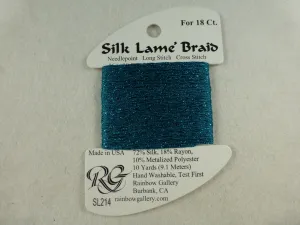 For 18 Ct.
Silk Lamé Braid
Needlepoint Long Stitch Cross Stitch
Made in USA
72% Silk, 18% Rayon,
10% Metalized Polyester
10 Yards (9.1 Meters)
Hand Washable, Test First
Rainbow Gallery
Burbank, CA
rainbowgallery.com
RG
SL214